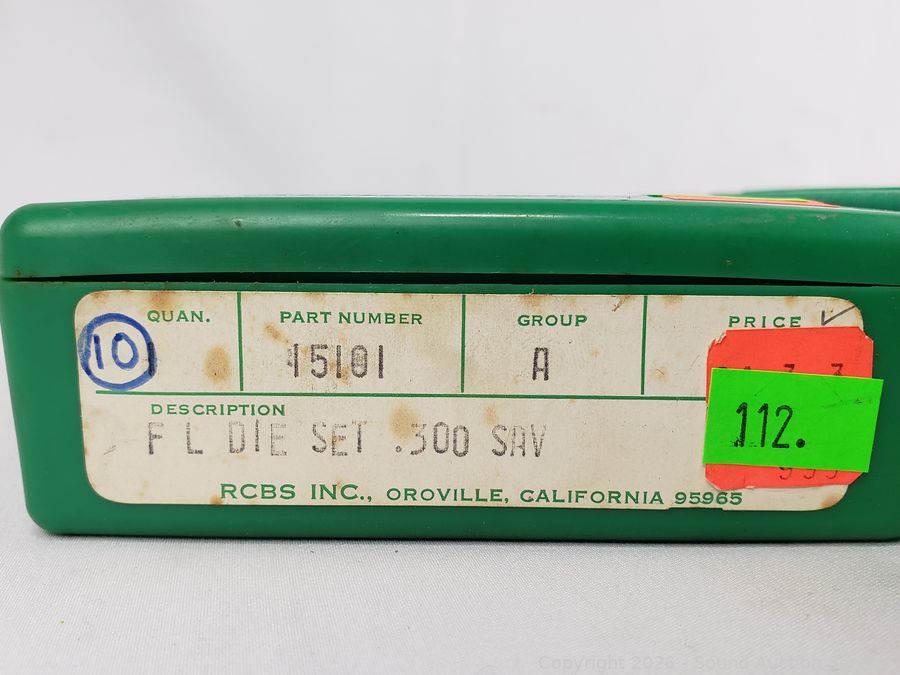 QUAN. PART NUMBER GROUP PRICE
10 1 15101 A
112.
DESCRIPTION
F L DIE SET .300 SAV
RCBS INC., OROVILLE, CALIFORNIA 95965
Copyright 2026 - Sound Auction